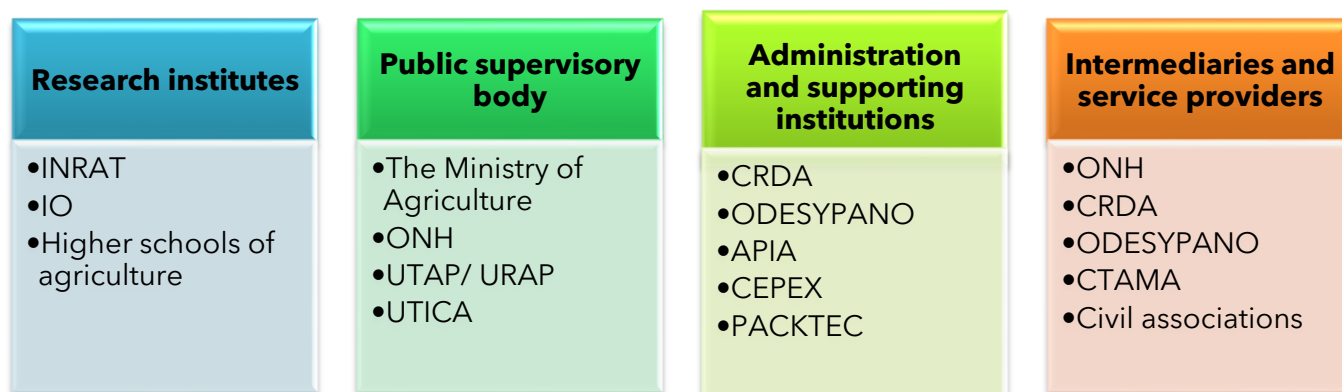 Research institutes
•INRAT
•IO
•Higher schools of
agriculture
Public supervisory
body
•The Ministry of
Agriculture
•ONH
•UTAP/ URAP
•UTICA
Administration
and supporting
institutions
•CRDA
•ODESYPANO
•APIA
•CEPEX
•PACKTEC
Intermediaries and
service providers
•ONH
•CRDA
•ODESYPANO
•CTAMA
•Civil associations